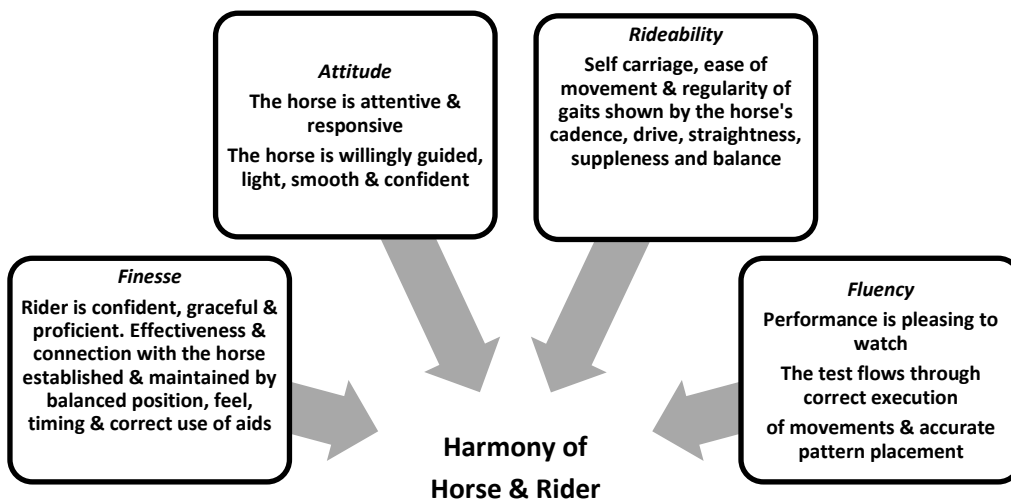 Attitude
The horse is attentive &
responsive
The horse is willingly guided,
light, smooth & confident
Rideability
Self carriage, ease of
movement & regularity of
gaits shown by the horse's
cadence, drive, straightness,
suppleness and balance
Finesse
Rider is confident, graceful &
proficient. Effectiveness &
connection with the horse
established & maintained by
balanced position, feel,
timing & correct use of aids
Fluency
Performance is pleasing to
watch
The test flows through
correct execution
of movements & accurate
pattern placement
Harmony of
Horse & Rider